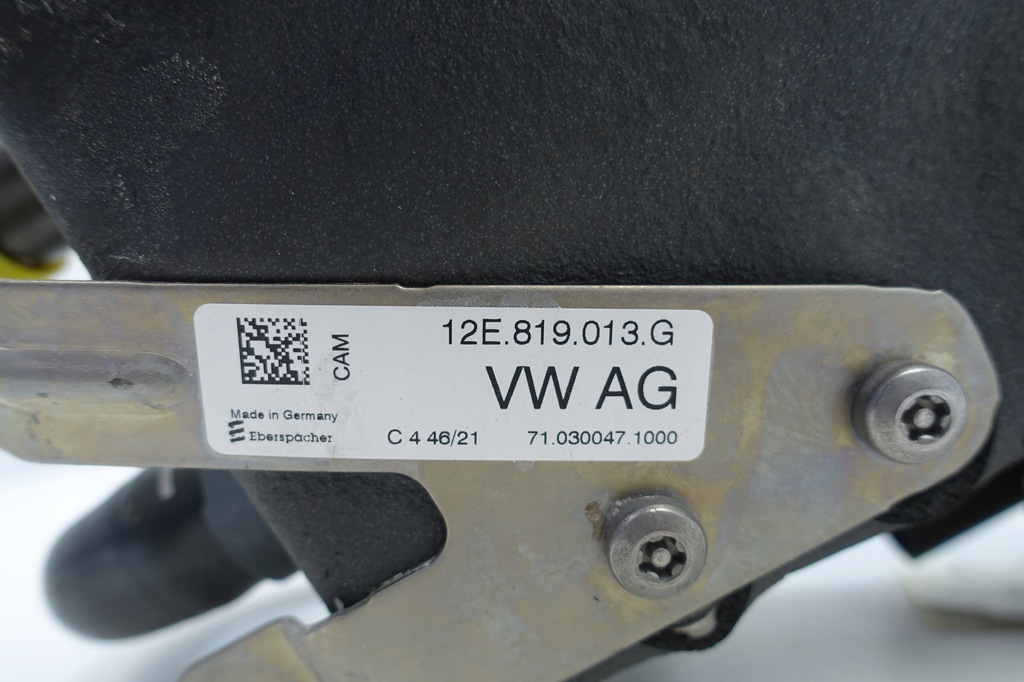 12E.819.013.G
CAM
VW AG
Made in Germany
Eberspächer
C 4 46/21
71.030047.1000